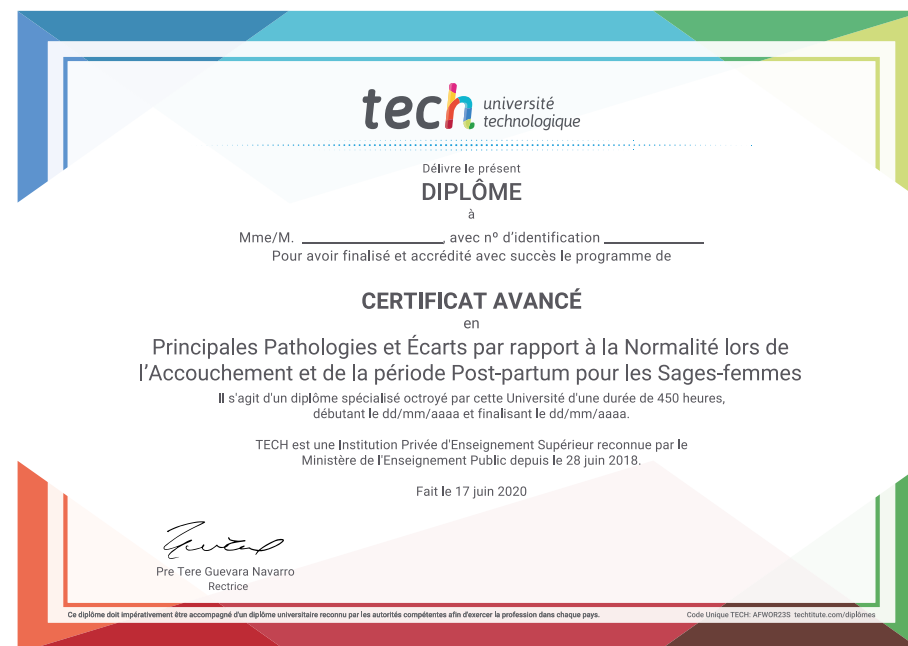 tech université
technologique
Délivre le présent
DIPLÔME
à
Mme/M. ____________________, avec nº d'identification ______________
Pour avoir finalisé et accrédité avec succès le programme de
CERTIFICAT AVANCÉ
en
Principales Pathologies et Écarts par rapport à la Normalité lors de
l'Accouchement et de la période Post-partum pour les Sages-femmes
Il s'agit d'un diplôme spécialisé octroyé par cette Université d'une durée de 450 heures,
débutant le dd/mm/aaaa et finalisant le dd/mm/aaaa.
TECH est une Institution Privée d'Enseignement Supérieur reconnue par le
Ministère de l'Enseignement Public depuis le 28 juin 2018.
Fait le 17 juin 2020
Pre Tere Guevara Navarro
Rectrice
Ce diplôme doit impérativement être accompagné d'un diplôme universitaire reconnu par les autorités compétentes afin d'exercer la profession dans chaque pays.
Code Unique TECH: AFWOR23S techtitute.com/diplômes